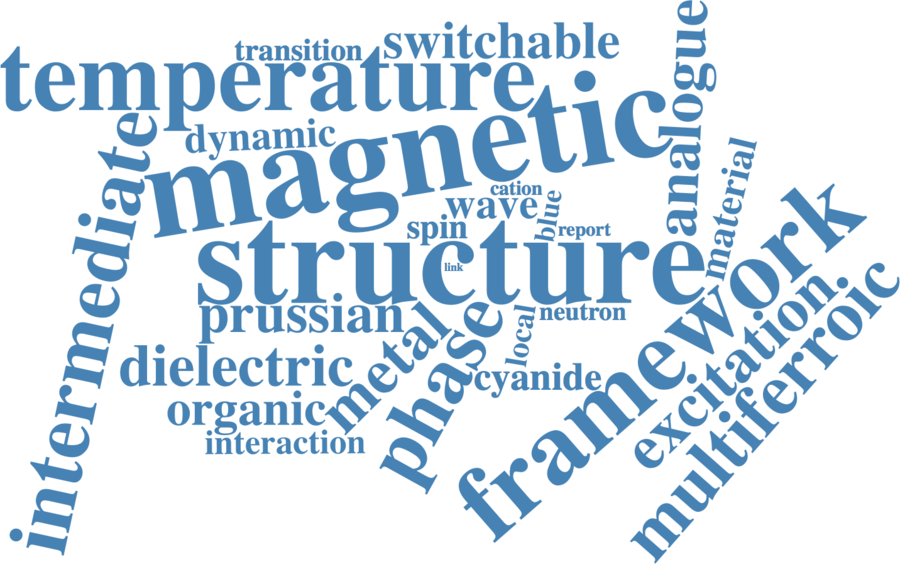 transition
switchable
temperature
analogue
dynamic
magnetic
intermediate
material
cation
wave
blue
spin
report
structure
link
framework
prussian
neutron
metal
phase
local
excitation
multiferroic
dielectric
cyanide
organic
interaction